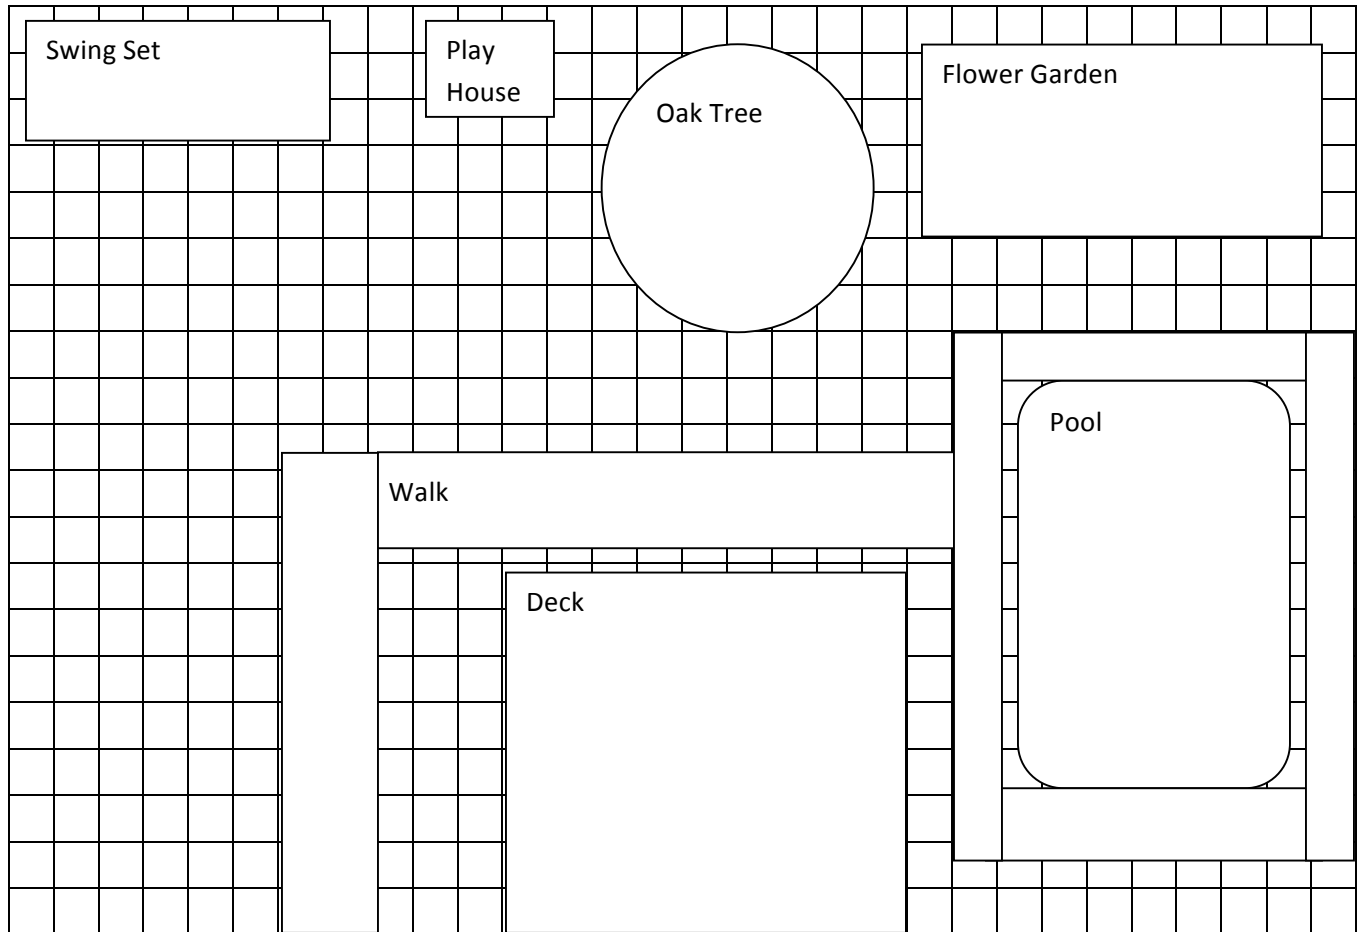 Swing Set
Play
House
Oak Tree
Flower Garden
Pool
Walk
Deck